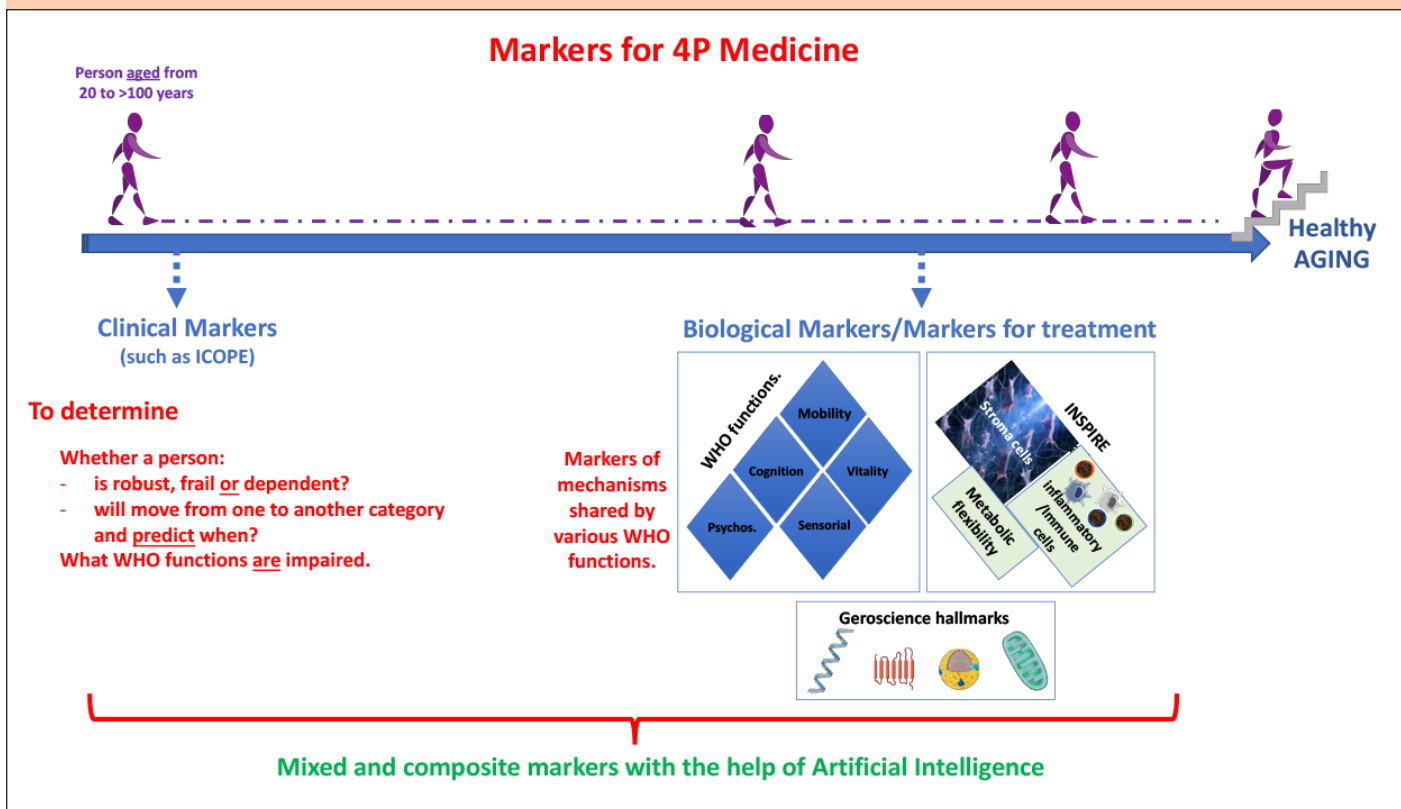 Markers for 4P Medicine
Person aged from
20 to >100 years
Healthy
AGING
Clinical Markers
(such as ICOPE)
To determine
Whether a person:
- is robust, frail or dependent?
- will move from one to another category
and predict when?
What WHO functions are impaired.
Biological Markers/Markers for treatment
Markers of
mechanisms
shared by
various WHO
functions.
WHO functions.
Mobility
Cognition
Vitality
Psychos.
Sensorial
INSPIRE
Stroma cells
Metabolic
flexibility
inflammatory
/Immune
cells
Geroscience hallmarks
Mixed and composite markers with the help of Artificial Intelligence